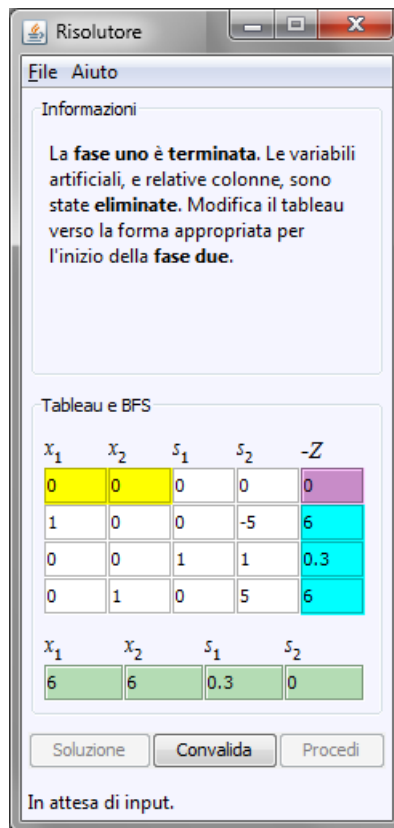 Risolutore
File Aiuto
Informazioni
La fase uno è terminata. Le variabili
artificiali, e relative colonne, sono
state eliminate. Modifica il tableau
verso la forma appropriata per
l'inizio della fase due.
Tableau e BFS
x1 x2 s1 s2 -Z
0 0 0 0 0
1 0 0 -5 6
0 0 1 1 0.3
0 1 0 5 6
x1 x2 s1 s2
6 6 0.3 0
Soluzione Convalida Procedi
In attesa di input.